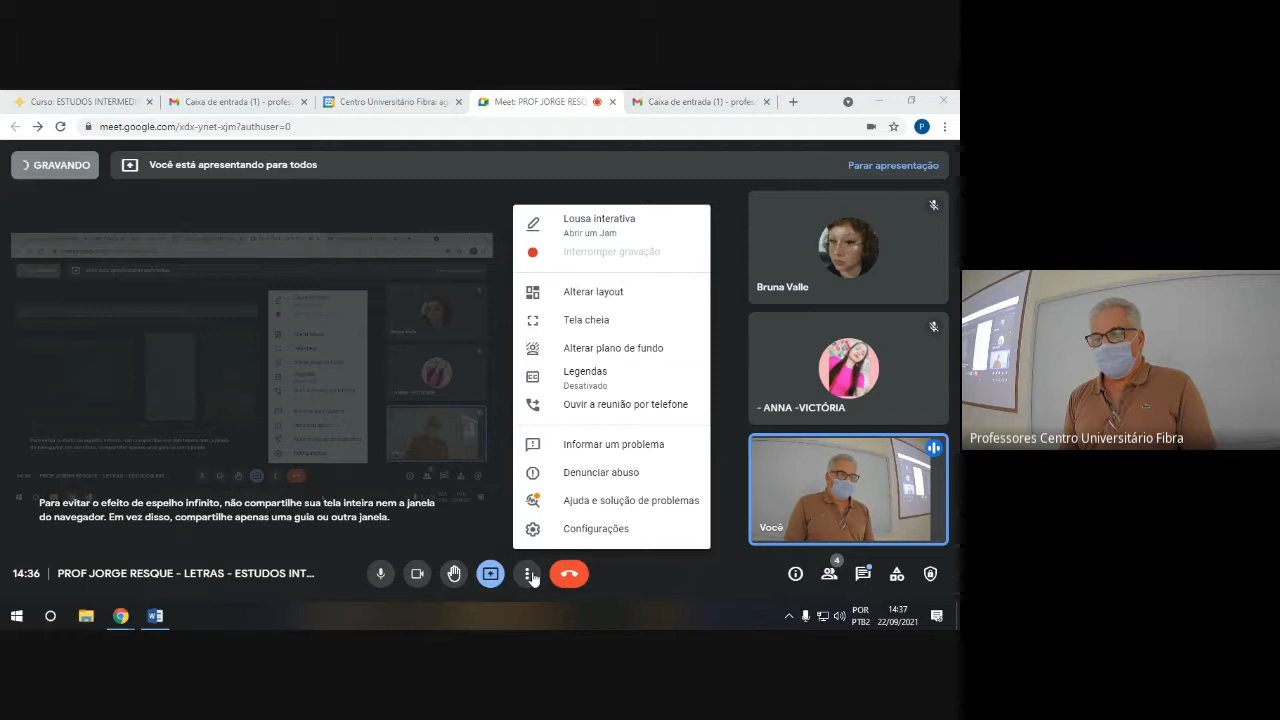 Curso: ESTUDOS INTERMEDI
Caixa de entrada (1) - profes
Centro Universitário Fibra: ag
Meet: PROF JORGE RESQ
Caixa de entrada (1) - profes
meet.google.com/xdx-ynet-xjm?authuser=0
P
GRAVANDO
Você está apresentando para todos
Parar apresentação
Lousa interativa
Abrir um Jam
Interromper gravação
Alterar layout
Tela cheia
Alterar plano de fundo
Legendas
Desativado
Ouvir a reunião por telefone
Informar um problema
Denunciar abuso
Ajuda e solução de problemas
Configurações
Bruna Valle
- ANNA -VICTÓRIA
Você
Para evitar o efeito de espelho infinito, não compartilhe sua tela inteira nem a janela
do navegador. Em vez disso, compartilhe apenas uma guia ou outra janela.
14:36 | PROF JORGE RESQUE - LETRAS - ESTUDOS INT...
4
POR
PTB2
14:37
22/09/2021
Professores Centro Universitário Fibra